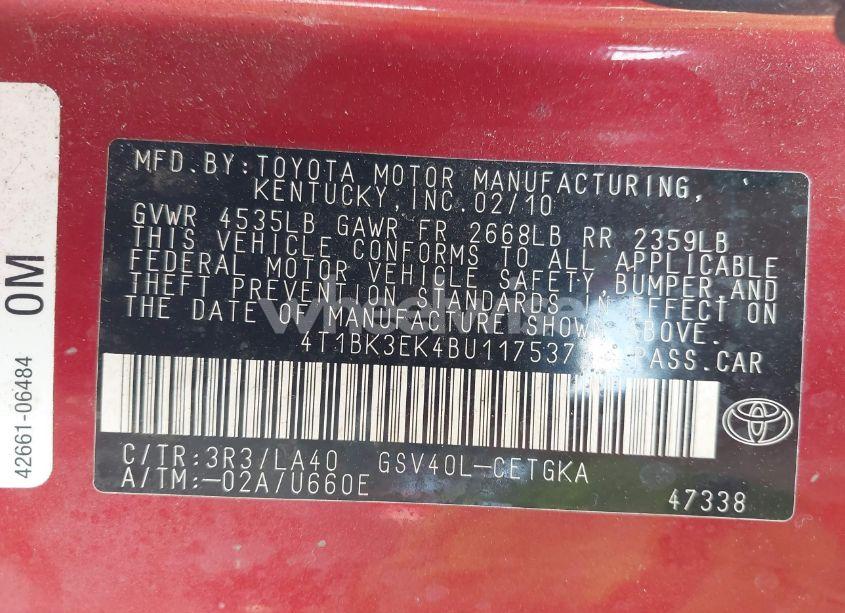 MFD.BY:TOYOTA MOTOR MANUFACTURING,
KENTUCKY, INC. 02/10
GVWR 4535LB GAWR FR 2668LB RR 2359LB
THIS VEHICLE CONFORMS TO ALL APPLICABLE
FEDERAL MOTOR VEHICLE SAFETY, BUMPER AND
THEFT PREVENTION STANDARDS IN EFFECT ON
THE DATE OF MANUFACTURE SHOWN ABOVE.
4T1BK3EK4BU117537 PASS.CAR
C/TR:3R3/LA40 GSV40L-CETGKA
A/TM:-02A/U660E
47338
0M
42661-06484